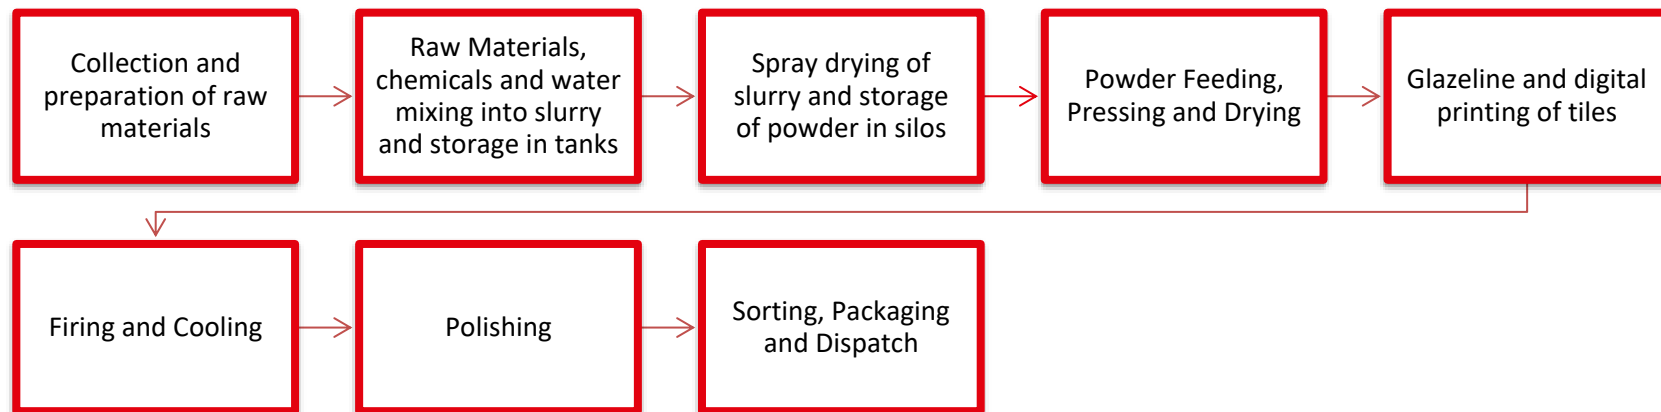 Collection and
preparation of raw
materials
Raw Materials,
chemicals and water
mixing into slurry
and storage in tanks
Spray drying of
slurry and storage
of powder in silos
Powder Feeding,
Pressing and Drying
Glazeline and digital
printing of tiles
Firing and Cooling
Polishing
Sorting, Packaging
and Dispatch